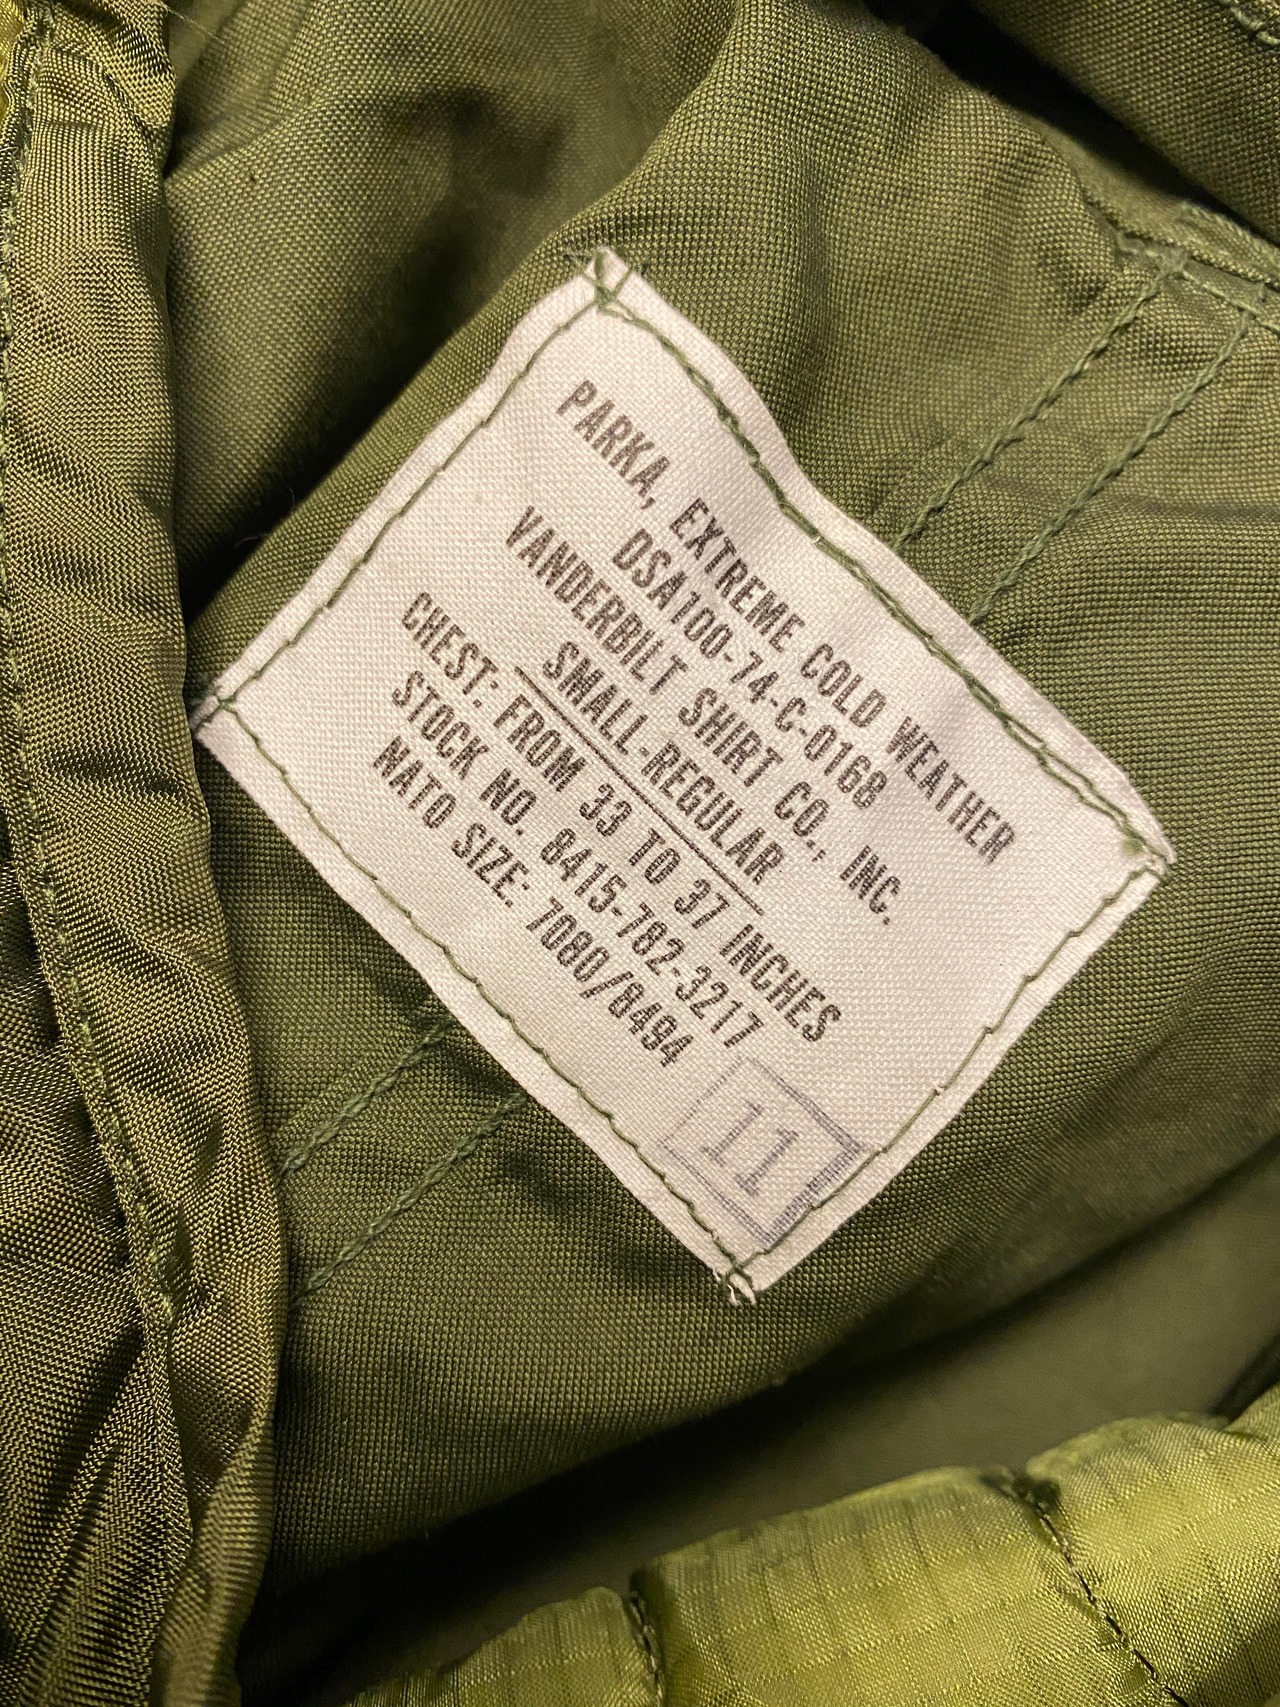 PARKA, EXTREME COLD WEATHER
DSA100-74-C-0168
VANDERBILT SHIRT CO., INC.
SMALL-REGULAR
CHEST: FROM 33 TO 37 INCHES
STOCK NO. 8415-782-3217
NATO SIZE: 7080/8494
11